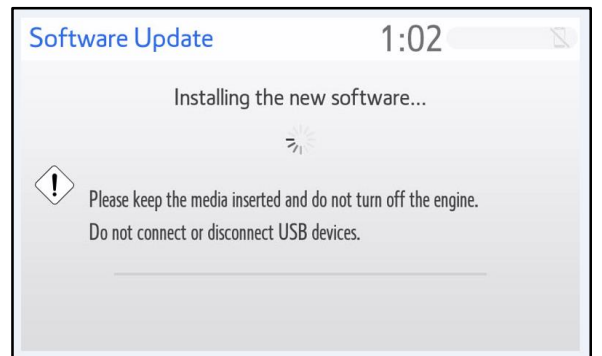 Software Update
1:02
Installing the new software...
Please keep the media inserted and do not turn off the engine.
Do not connect or disconnect USB devices.